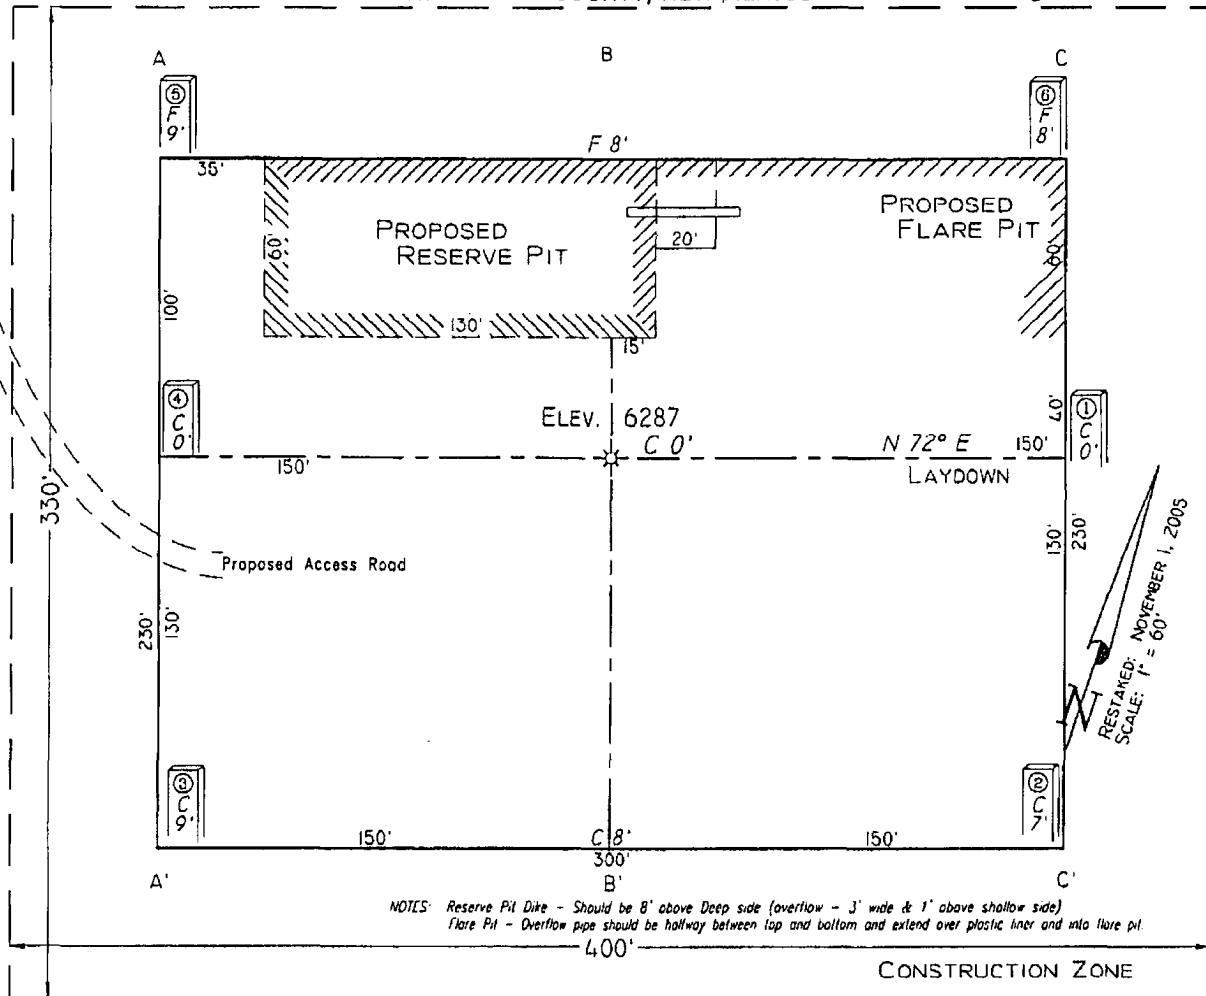 A
B
C
⑤
F
9'
⑥
F
8'
F 8'
35'
PROPOSED
RESERVE PIT
PROPOSED
FLARE PIT
60'
20'
60'
100'
130'
15'
④
C
0'
ELEV. 6287
C 0'
N 72° E
150'
40'
①
C
0'
150'
LAYDOWN
330'
130'
230'
Proposed Access Road
230'
130'
RESTAKED: NOVEMBER 1, 2005
SCALE: 1" = 60'
N
③
C
9'
②
C
7'
150'
C 8'
150'
300'
A'
B'
C'
NOTES: Reserve Pit Dike - Should be 8' above Deep side (overflow - 3' wide & 1' above shallow side)
Flare Pit - Overflow pipe should be halfway between top and bottom and extend over plastic liner and into flare pit.
400'
CONSTRUCTION ZONE